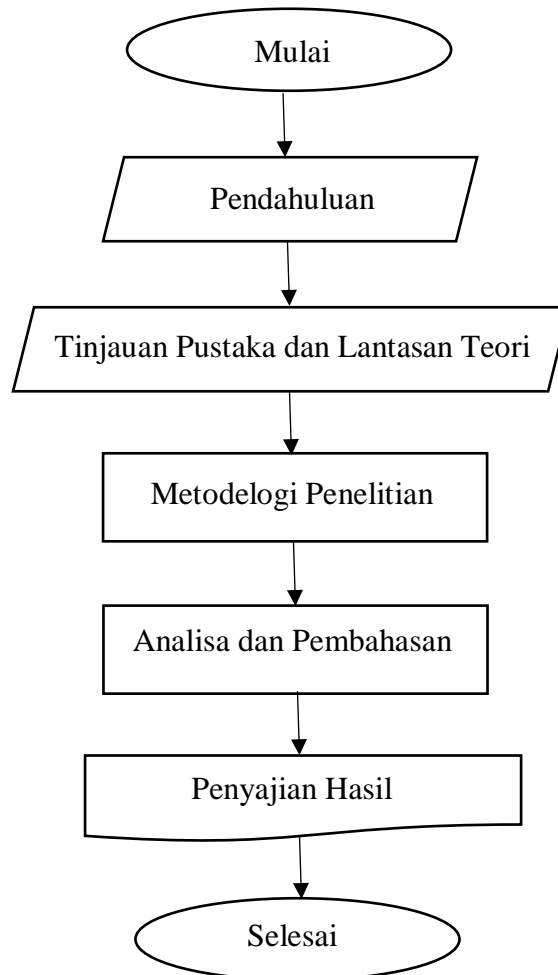 Mulai
Pendahuluan
Tinjauan Pustaka dan Lantasan Teori
Metodelogi Penelitian
Analisa dan Pembahasan
Penyajian Hasil
Selesai